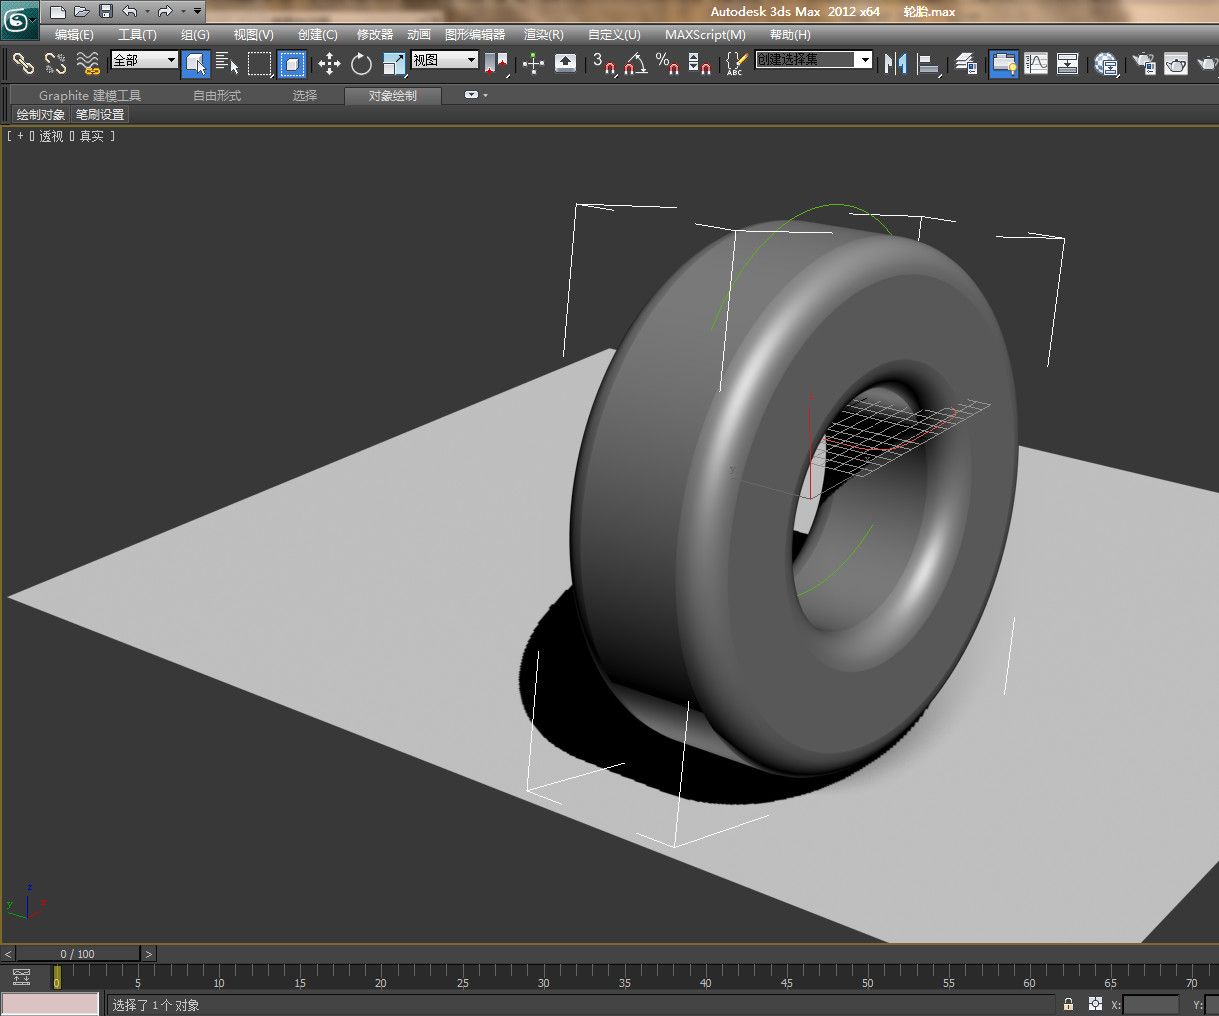 Autodesk 3ds Max 2012 x64 轮胎.max
编辑(E) 工具(T) 组(G) 视图(V) 创建(C) 修改器 动画 图形编辑器 渲染(R) 自定义(U) MAXScript(M) 帮助(H)
全部 视图 3 % ABC 创建选择集
Graphite 建模工具 自由形式 选择 对象绘制
绘制对象 笔刷设置
[ + [] 透视 [] 真实 ]
z
y x
< 0 / 100 >
0 5 10 15 20 25 30 35 40 45 50 55 60 65 70
选择了 1 个 对象 X: Y: